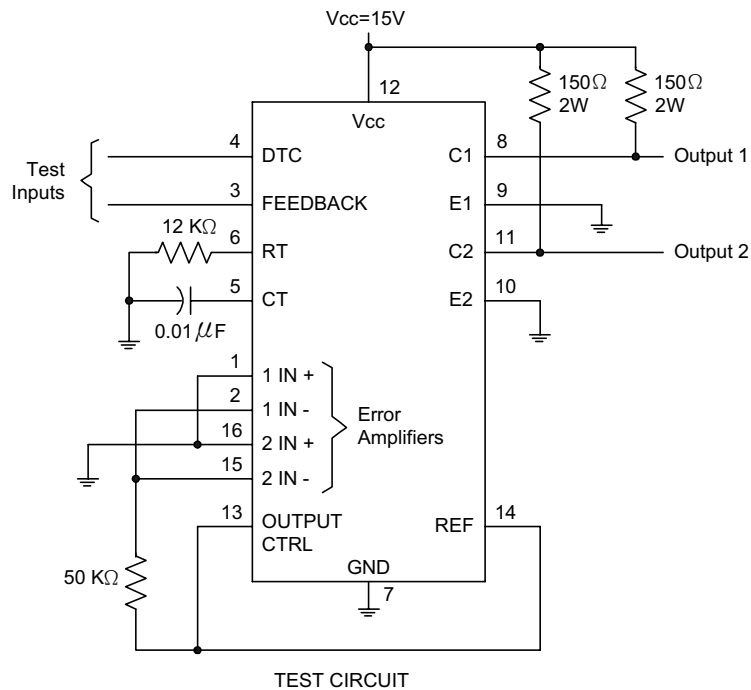 Vcc=15V
150Ω
2W
150Ω
2W
12
Vcc
4
DTC
C1
8
Output 1
Test
Inputs
3
FEEDBACK
E1
9
12 KΩ
6
RT
C2
11
Output 2
5
CT
E2
10
0.01 μF
1
1 IN +
2
1 IN -
Error
Amplifiers
16
2 IN +
15
2 IN -
13
OUTPUT
CTRL
REF
14
50 KΩ
GND
7
TEST CIRCUIT